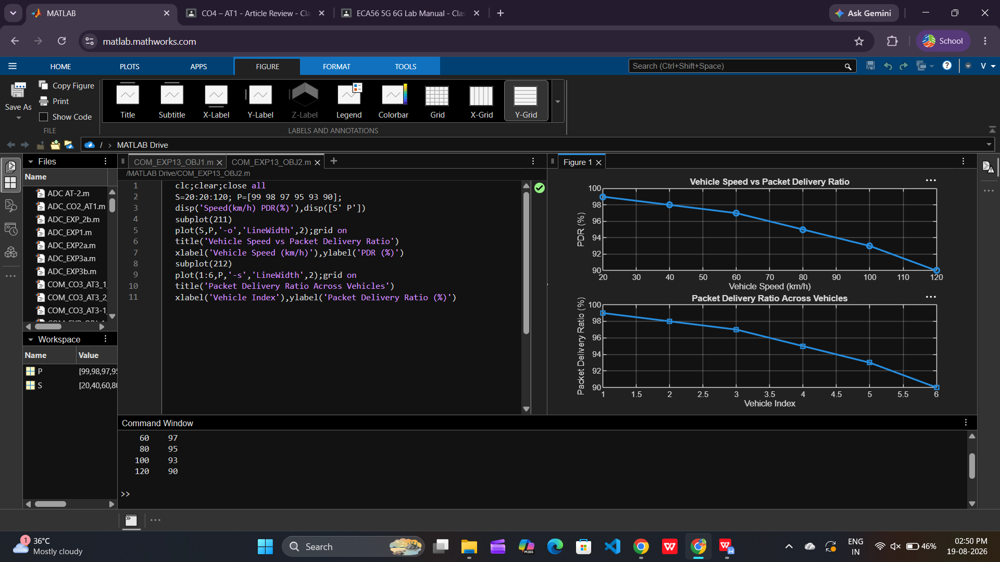 MATLAB
CO4 – AT1 - Article Review - Cla
ECA56 5G 6G Lab Manual - Clas
Ask Gemini
matlab.mathworks.com
School
HOME
PLOTS
APPS
FIGURE
FORMAT
TOOLS
Search (Ctrl+Shift+Space)
V
Save As
Copy Figure
Print
Show Code
FILE
Title
Subtitle
X-Label
Y-Label
Z-Label
Legend
Colorbar
Grid
X-Grid
Y-Grid
LABELS AND ANNOTATIONS
/ › MATLAB Drive
Files
Name
ADC AT-2.m
ADC_CO2_AT1.m
ADC_EXP_2b.m
ADC_EXP1.m
ADC_EXP2a.m
ADC_EXP3a.m
ADC_EXP3b.m
COM_CO3_AT3_1_
COM_CO3_AT3_2_
COM_CO3_AT3-1_
Workspace
Name Value
P [99,98,97,95
S [20,40,60,80
COM_EXP13_OBJ1.m
COM_EXP13_OBJ2.m
/MATLAB Drive/COM_EXP13_OBJ2.m
1 clc;clear;close all
2 S=20:20:120; P=[99 98 97 95 93 90];
3 disp('Speed(km/h) PDR(%)'),disp([S' P'])
4 subplot(211)
5 plot(S,P,'-o','LineWidth',2);grid on
6 title('Vehicle Speed vs Packet Delivery Ratio')
7 xlabel('Vehicle Speed (km/h)'),ylabel('PDR (%)')
8 subplot(212)
9 plot(1:6,P,'-s','LineWidth',2);grid on
10 title('Packet Delivery Ratio Across Vehicles')
11 xlabel('Vehicle Index'),ylabel('Packet Delivery Ratio (%)')
Figure 1
Vehicle Speed vs Packet Delivery Ratio
PDR (%)
100
98
96
94
92
90
20 30 40 50 60 70 80 90 100 110 120
Vehicle Speed (km/h)
Packet Delivery Ratio Across Vehicles
Packet Delivery Ratio (%)
100
98
96
94
92
90
1 1.5 2 2.5 3 3.5 4 4.5 5 5.5 6
Vehicle Index
Command Window
60 97
80 95
100 93
120 90
>>
1
36°C
Mostly cloudy
Search
M365
ENG
IN
46%
02:50 PM
19-08-2026